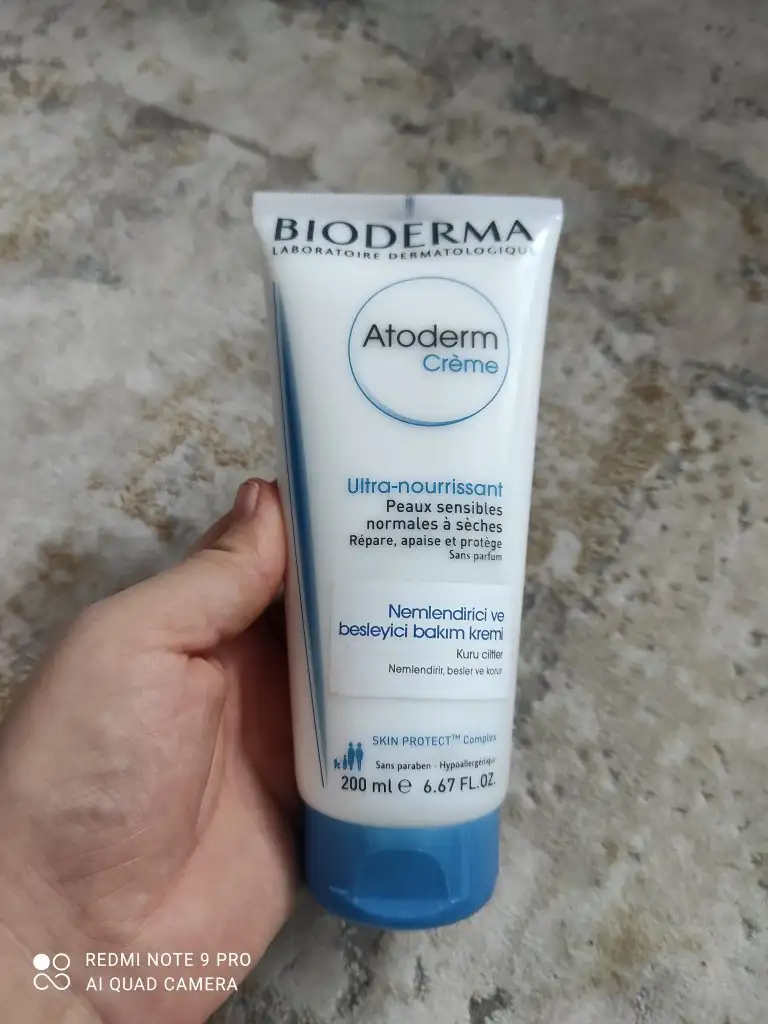 BIODERMA
LABORATOIRE DERMATOLOGIQUE
Atoderm
Crème
Ultra-nourrissant
Peaux sensibles
normales à sèches
Répare, apaise et protège
Sans parfum
Nemlendirici ve
besleyici bakım kremi
Kuru ciltler
Nemlendirir, besler ve korur
SKIN PROTECT™ Complex
Sans paraben - Hypoallergénique
200 ml ℮ 6.67 FL.OZ.
REDMI NOTE 9 PRO
AI QUAD CAMERA